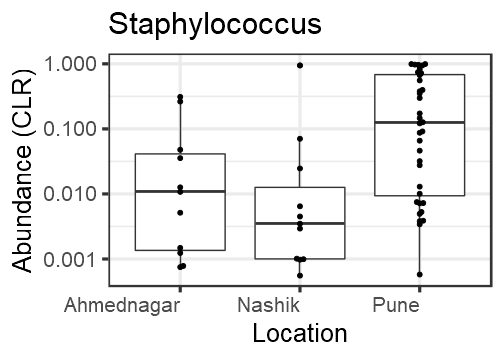 Staphylococcus
Abundance (CLR)
1.000
0.100
0.010
0.001
Ahmednagar Nashik Pune
Location